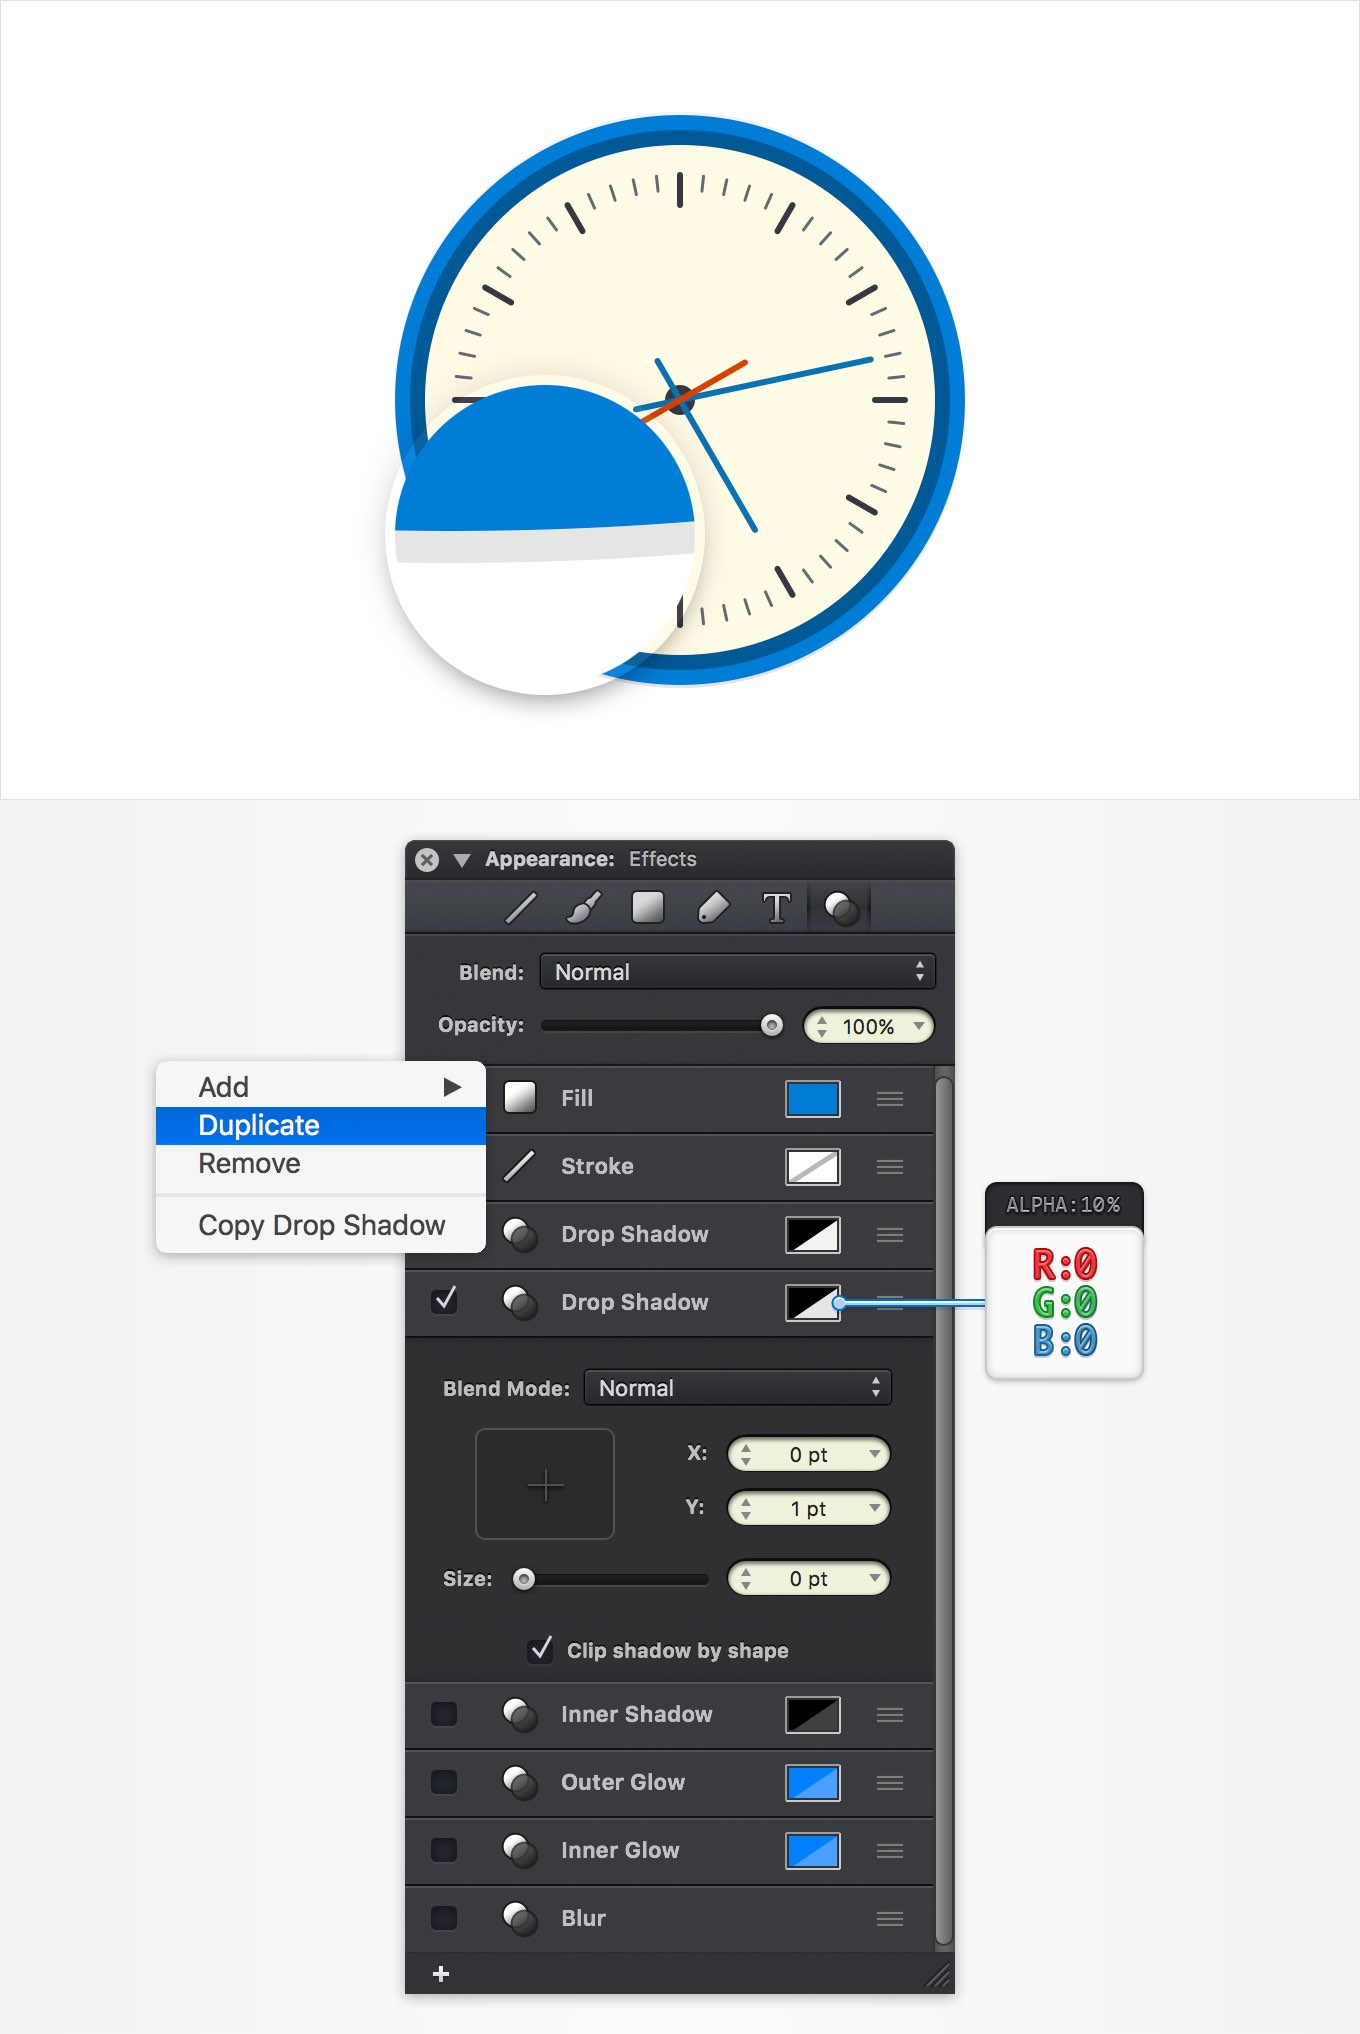 Appearance: Effects
T
Blend: Normal
Opacity: 100%
Add
Duplicate
Remove
Copy Drop Shadow
Fill
Stroke
Drop Shadow
Drop Shadow
ALPHA:10%
R:0
G:0
B:0
Blend Mode: Normal
X: 0 pt
Y: 1 pt
Size: 0 pt
Clip shadow by shape
Inner Shadow
Outer Glow
Inner Glow
Blur